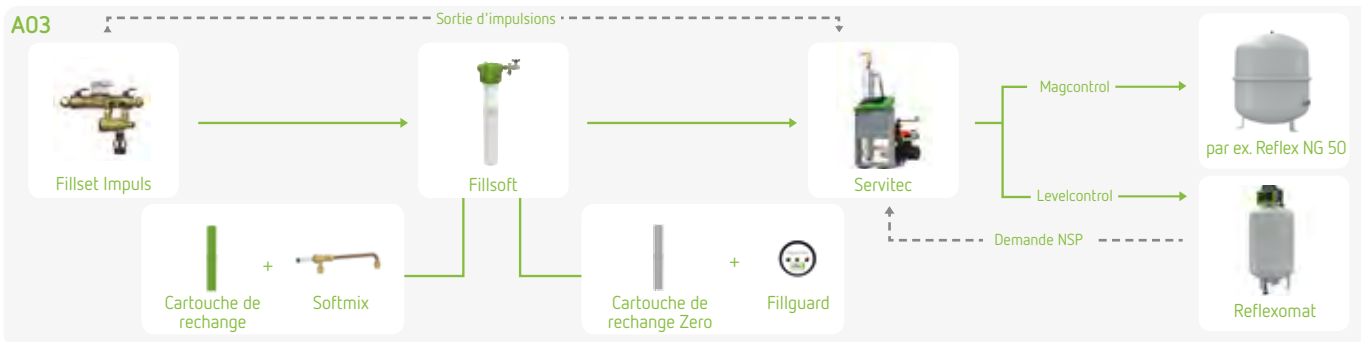 A03
Sortie d'impulsions
Fillset Impuls
Fillsoft
Servitec
Magcontrol
par ex. Reflex NG 50
Levelcontrol
Demande NSP
Reflexomat
Cartouche de
rechange
+
Softmix
Cartouche de
rechange Zero
+
Fillguard